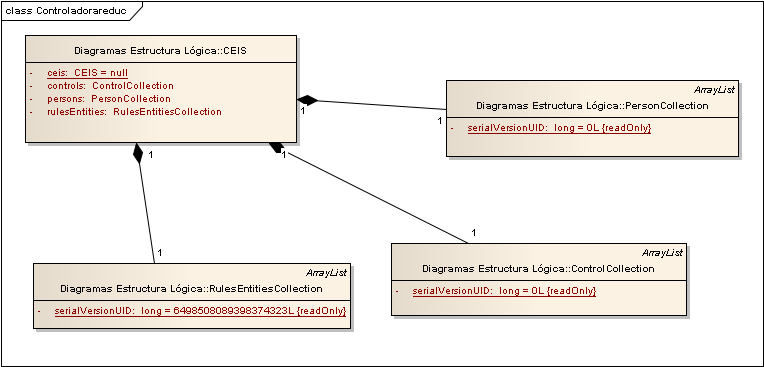 class Controladorareduc
Diagramas Estructura Lógica::CEIS
- ceis: CEIS = null
- controls: ControlCollection
- persons: PersonCollection
- rulesEntities: RulesEntitiesCollection
ArrayList
Diagramas Estructura Lógica::PersonCollection
- serialVersionUID: long = 0L {readOnly}
1
1
1
1
1
1
ArrayList
Diagramas Estructura Lógica::RulesEntitiesCollection
- serialVersionUID: long = 6498508089398374323L {readOnly}
ArrayList
Diagramas Estructura Lógica::ControlCollection
- serialVersionUID: long = 0L {readOnly}